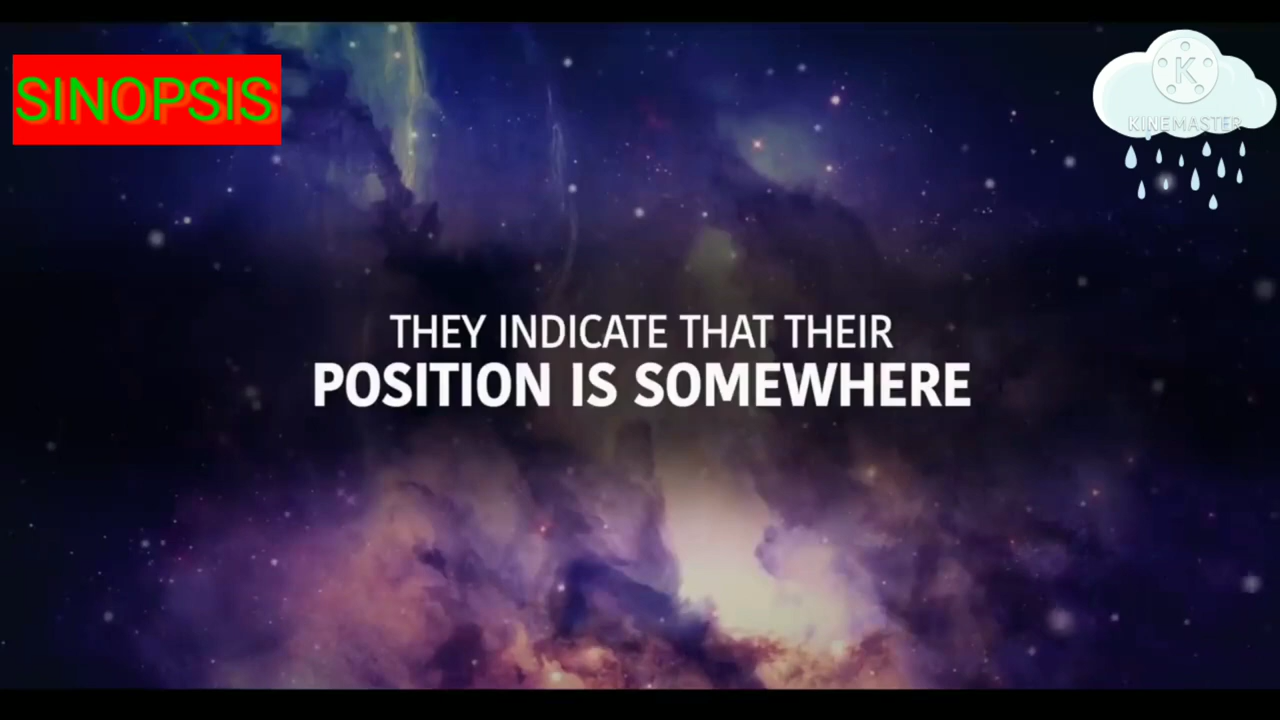 SINOPSIS
K
KINEMASTER
THEY INDICATE THAT THEIR
POSITION IS SOMEWHERE